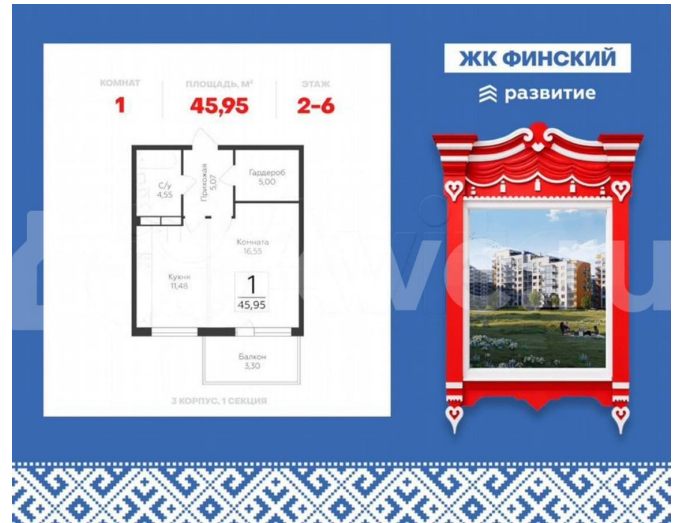 КОМНАТ
1
ПЛОЩАДЬ, М²
45,95
ЭТАЖ
2-6
С/у
4,55
Прихожая
5,07
Гардероб
5,00
Комната
16,55
Кухня
11,48
1
45,95
Балкон
3,30
3 КОРПУС, 1 СЕКЦИЯ
ЖК ФИНСКИЙ
развитие